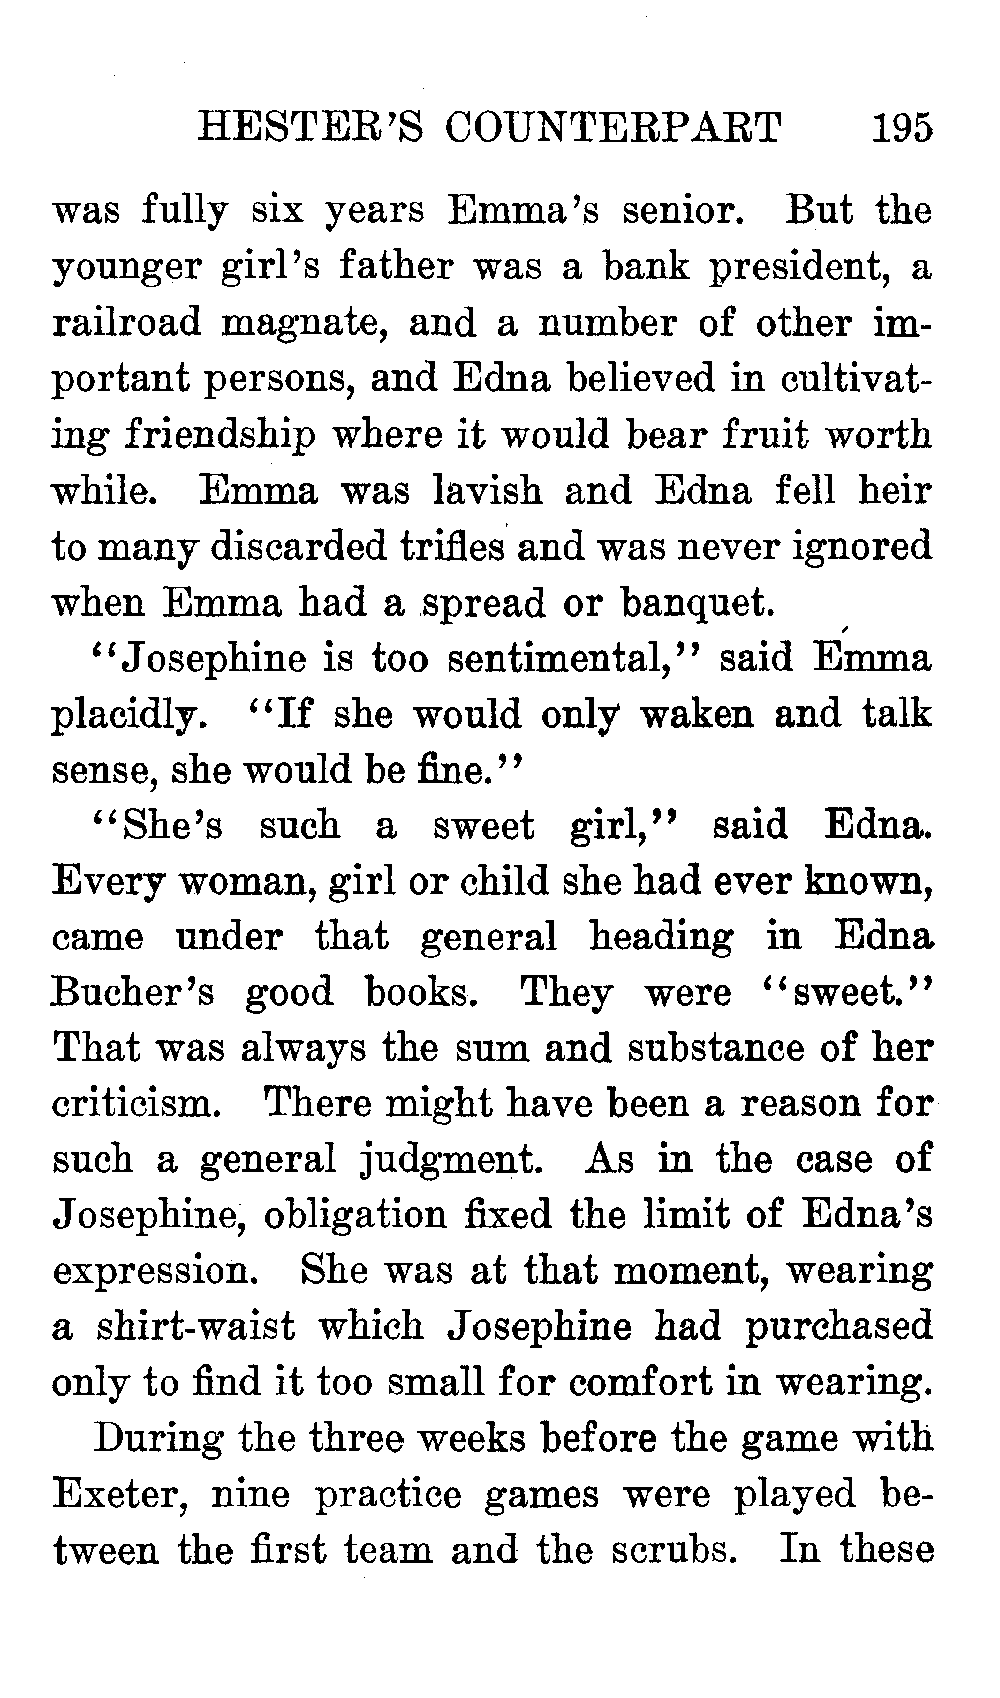 HESTER'S COUNTERPART 195
was fully six years Emma's senior. But the
younger girl's father was a bank president, a
railroad magnate, and a number of other im-
portant persons, and Edna believed in cultivat-
ing friendship where it would bear fruit worth
while. Emma was lavish and Edna fell heir
to many discarded trifles and was never ignored
when Emma had a spread or banquet.
"Josephine is too sentimental," said Emma
placidly. "If she would only waken and talk
sense, she would be fine."
"She's such a sweet girl," said Edna.
Every woman, girl or child she had ever known,
came under that general heading in Edna
Bucher's good books. They were "sweet."
That was always the sum and substance of her
criticism. There might have been a reason for
such a general judgment. As in the case of
Josephine, obligation fixed the limit of Edna's
expression. She was at that moment, wearing
a shirt-waist which Josephine had purchased
only to find it too small for comfort in wearing.
During the three weeks before the game with
Exeter, nine practice games were played be-
tween the first team and the scrubs. In these